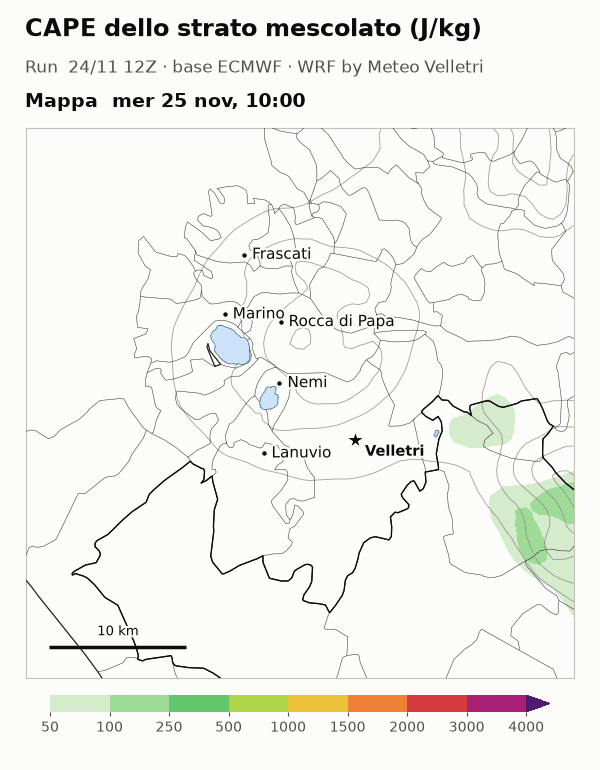 CAPE dello strato mescolato (J/kg)
Run  24/11 12Z · base ECMWF · WRF by Meteo Velletri
Mappa  mer 25 nov, 10:00
Frascati
Marino
Rocca di Papa
Nemi
Velletri
Lanuvio
10 km
50 100 250 500 1000 1500 2000 3000 4000